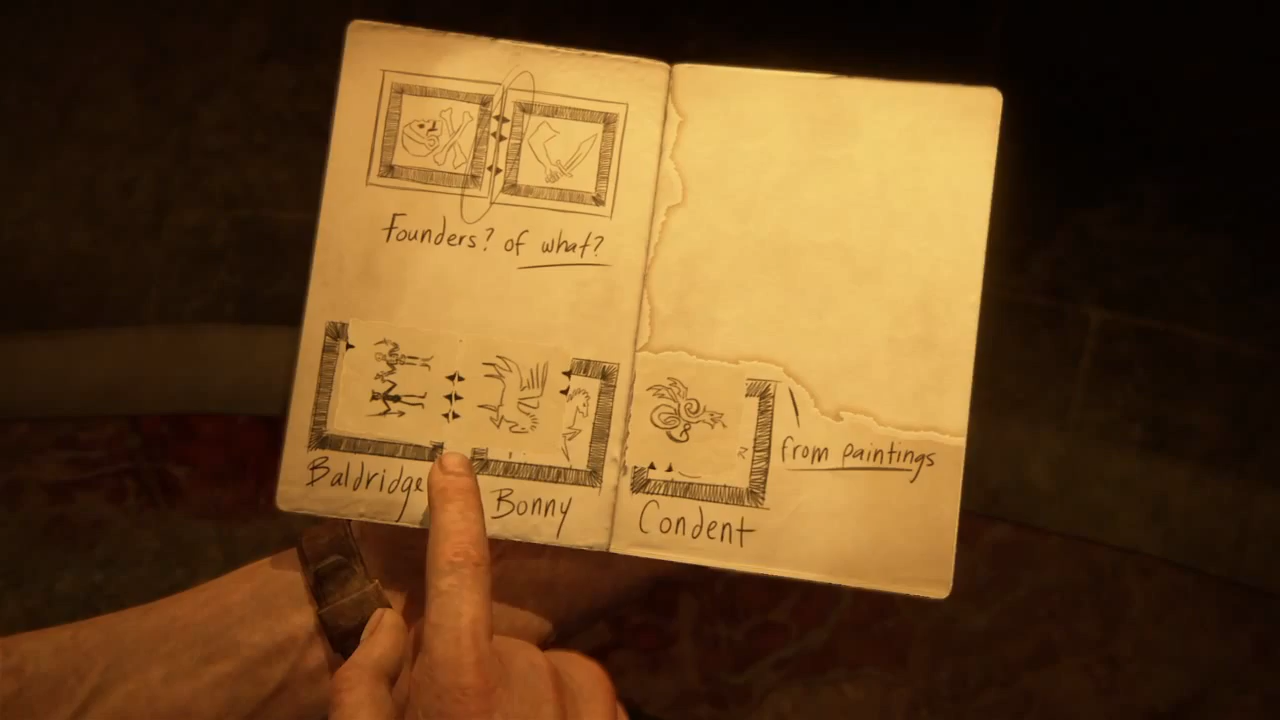 Founders? of what?
Baldridge
Bonny
Condent
from paintings